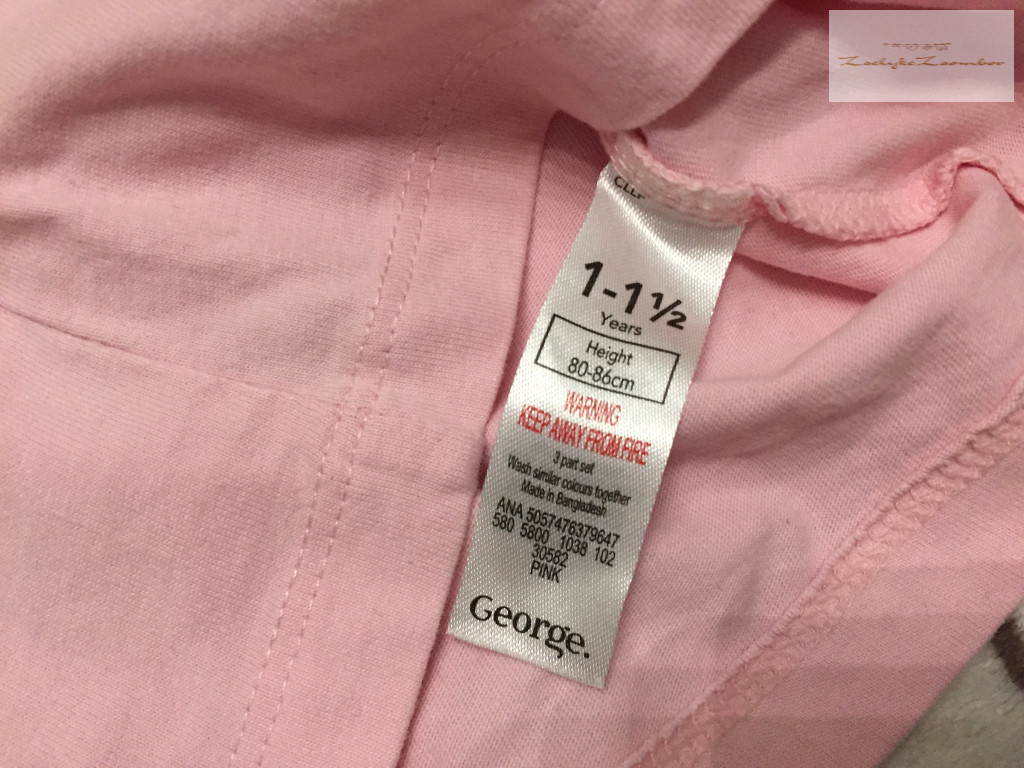 1-1½
Years
Height
80-86cm
WARNING
KEEP AWAY FROM FIRE
3 part set
Wash similar colours together
Made in Bangladesh
ANA 5057476379647
580 5800 1038 102
30582
PINK
George.